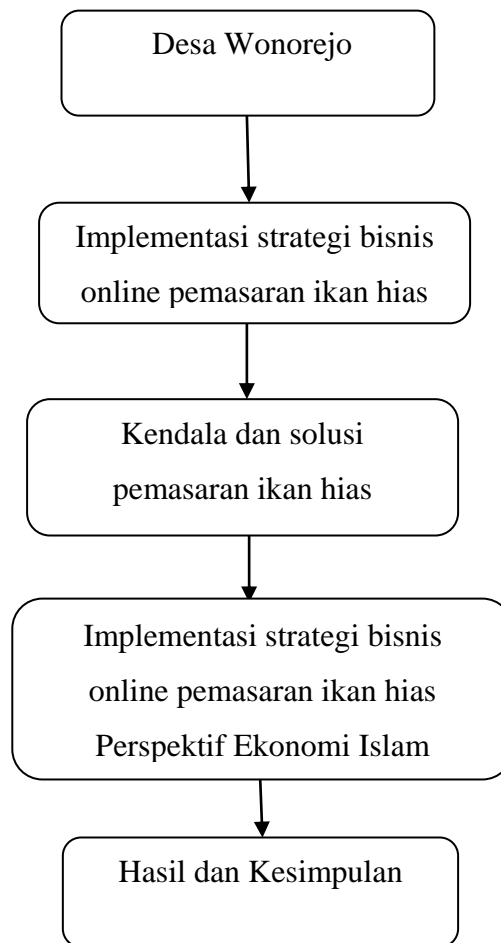 Desa Wonorejo
Implementasi strategi bisnis
online pemasaran ikan hias
Kendala dan solusi
pemasaran ikan hias
Implementasi strategi bisnis
online pemasaran ikan hias
Perspektif Ekonomi Islam
Hasil dan Kesimpulan